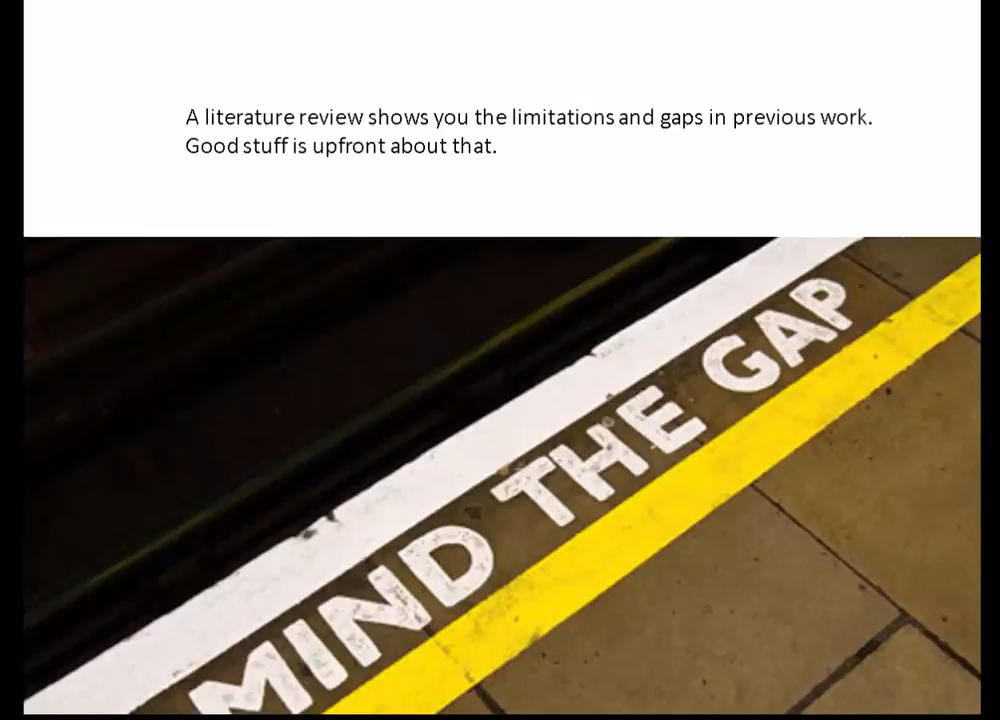 A literature review shows you the limitations and gaps in previous work.
Good stuff is upfront about that.
MIND THE GAP